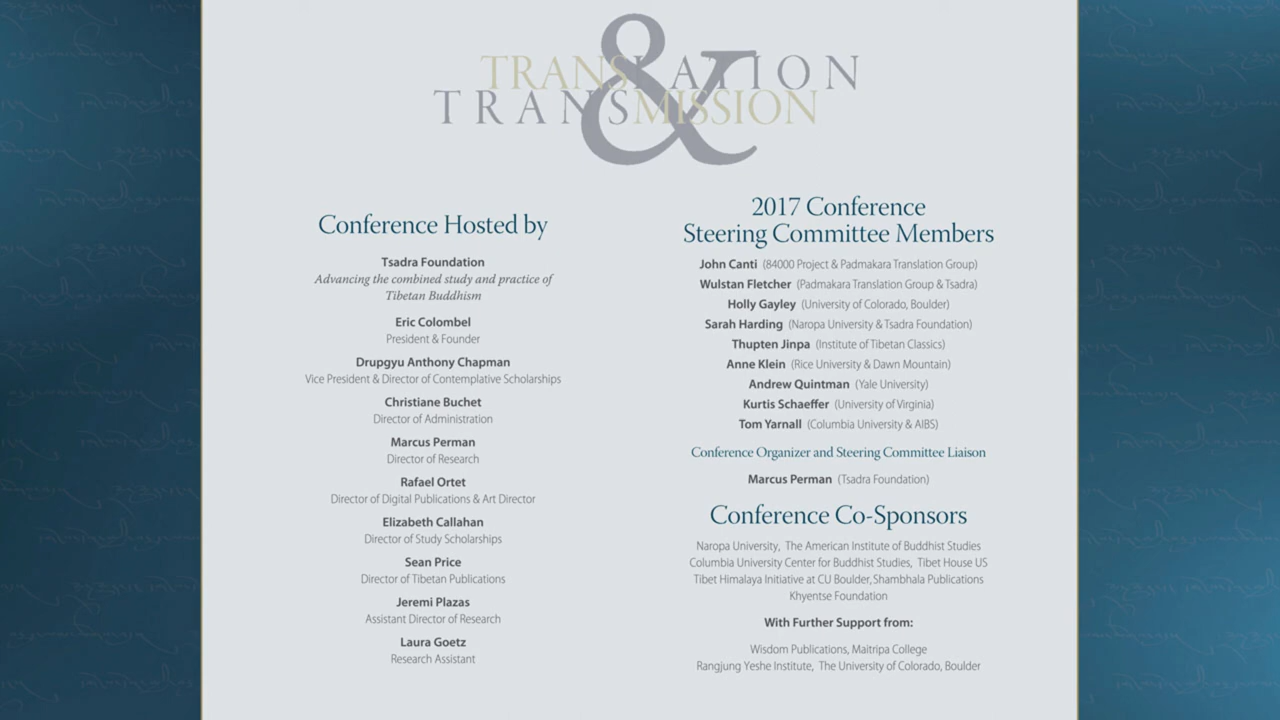 TRANSLATION
&
TRANSMISSION
Conference Hosted by
Tsadra Foundation
Advancing the combined study and practice of
Tibetan Buddhism
Eric Colombel
President & Founder
Drupgyu Anthony Chapman
Vice President & Director of Contemplative Scholarships
Christiane Buchet
Director of Administration
Marcus Perman
Director of Research
Rafael Ortet
Director of Digital Publications & Art Director
Elizabeth Callahan
Director of Study Scholarships
Sean Price
Director of Tibetan Publications
Jeremi Plazas
Assistant Director of Research
Laura Goetz
Research Assistant
2017 Conference
Steering Committee Members
John Canti (84000 Project & Padmakara Translation Group)
Wulstan Fletcher (Padmakara Translation Group & Tsadra)
Holly Gayley (University of Colorado, Boulder)
Sarah Harding (Naropa University & Tsadra Foundation)
Thupten Jinpa (Institute of Tibetan Classics)
Anne Klein (Rice University & Dawn Mountain)
Andrew Quintman (Yale University)
Kurtis Schaeffer (University of Virginia)
Tom Yarnall (Columbia University & AIBS)
Conference Organizer and Steering Committee Liaison
Marcus Perman (Tsadra Foundation)
Conference Co-Sponsors
Naropa University, The American Institute of Buddhist Studies
Columbia University Center for Buddhist Studies, Tibet House US
Tibet Himalaya Initiative at CU Boulder, Shambhala Publications
Khyentse Foundation
With Further Support from:
Wisdom Publications, Maitripa College
Rangjung Yeshe Institute, The University of Colorado, Boulder